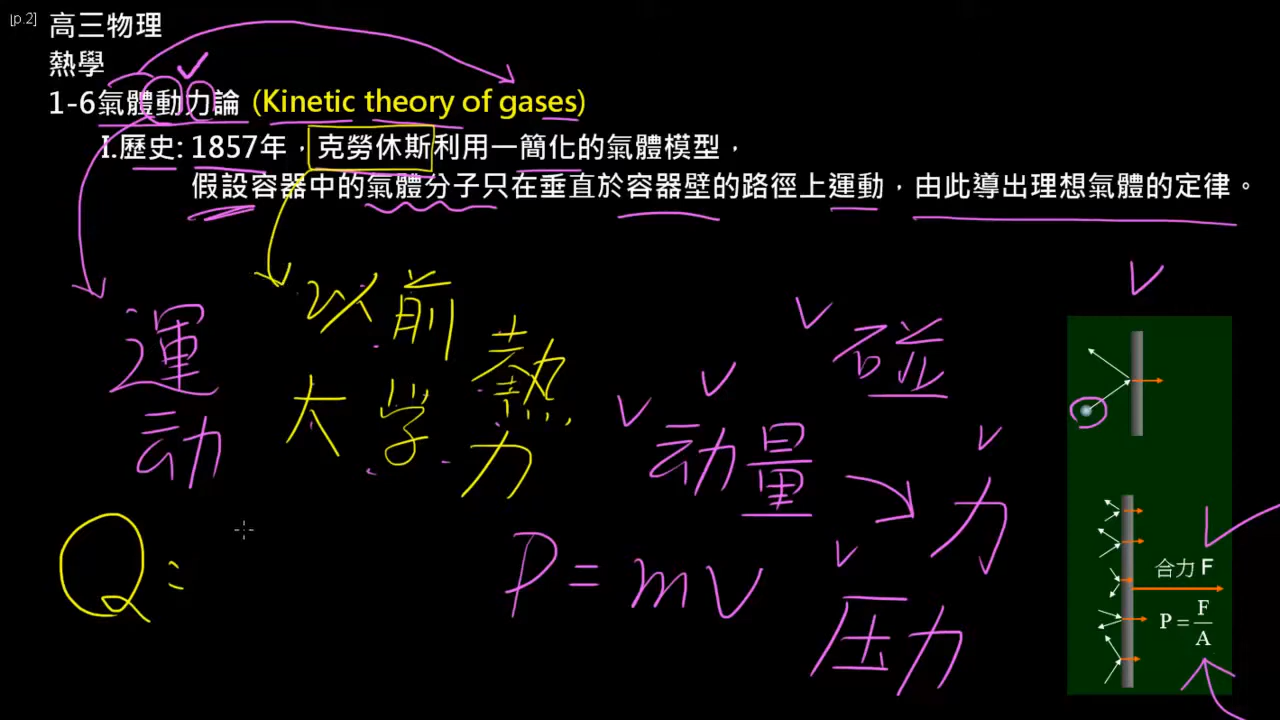 [p.2]
高三物理
熱學
1-6氣體動力論 (Kinetic theory of gases)
I.歷史: 1857年，克勞休斯利用一簡化的氣體模型，
假設容器中的氣體分子只在垂直於容器壁的路徑上運動，由此導出理想氣體的定律。
運动
以前
大学
熱力
碰
动量
力
压力
Q=
P=mv
合力 F
P = F/A